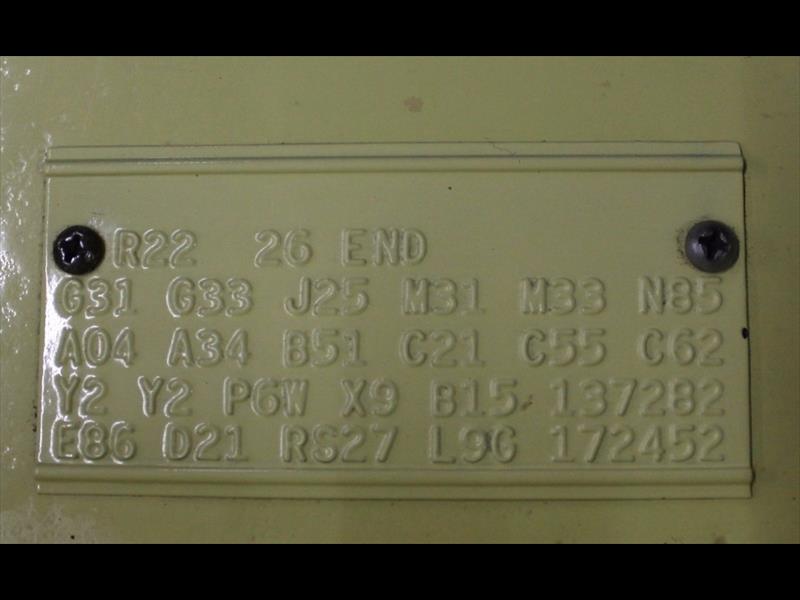 R22 26 END
G31 G33 J25 M31 M33 N85
A04 A34 B51 C21 C55 C62
Y2 Y2 P6W X9 B15 137282
E86 D21 RS27 L9G 172452